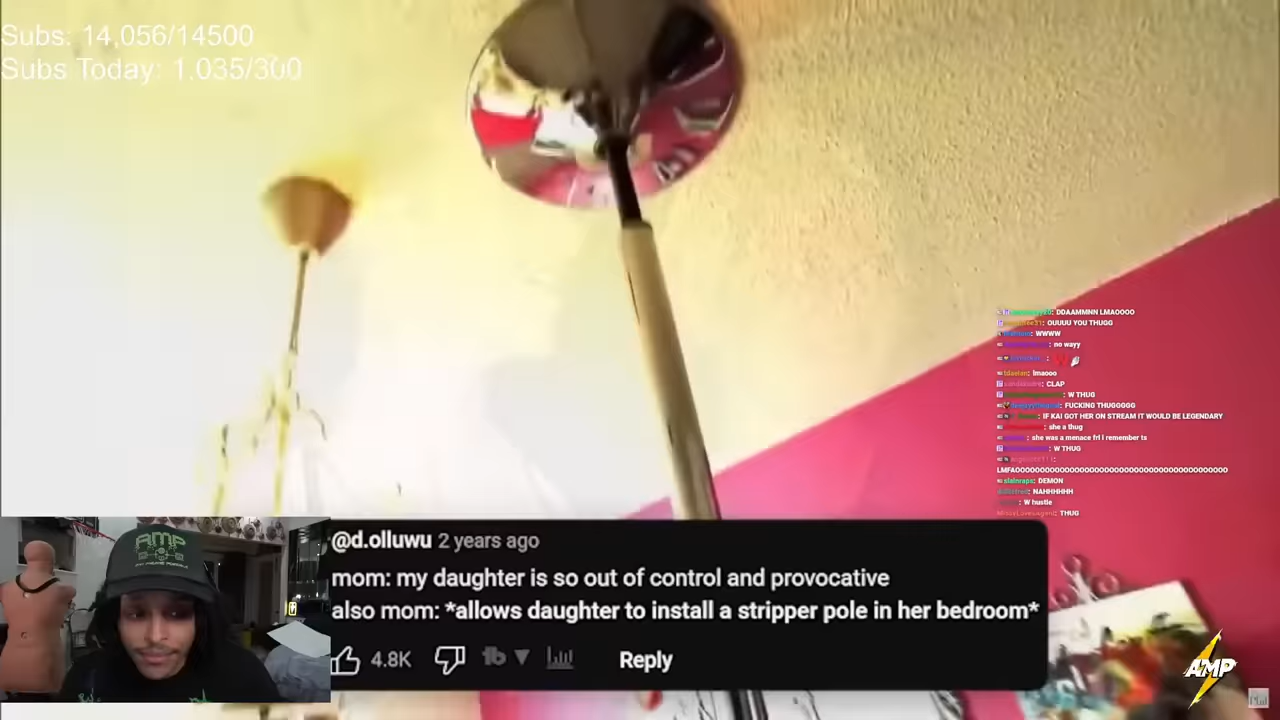 Subs: 14,056/14500
Subs Today: 1.035/300
: DDAAMMNN LMAOOOO
: OUUUU YOU THUGG
: WWWW
: no wayy
tdaelan: lmaooo
: CLAP
: W THUG
: FUCKING THUGGGGG
: IF KAI GOT HER ON STREAM IT WOULD BE LEGENDARY
: she a thug
: she was a menace frl i remember ts
: W THUG
: DEMON
: NAHHHHHH
: W hustle
: THUG
AMP
@d.olluwu 2 years ago
mom: my daughter is so out of control and provocative
also mom: *allows daughter to install a stripper pole in her bedroom*
4.8K
Reply
AMP